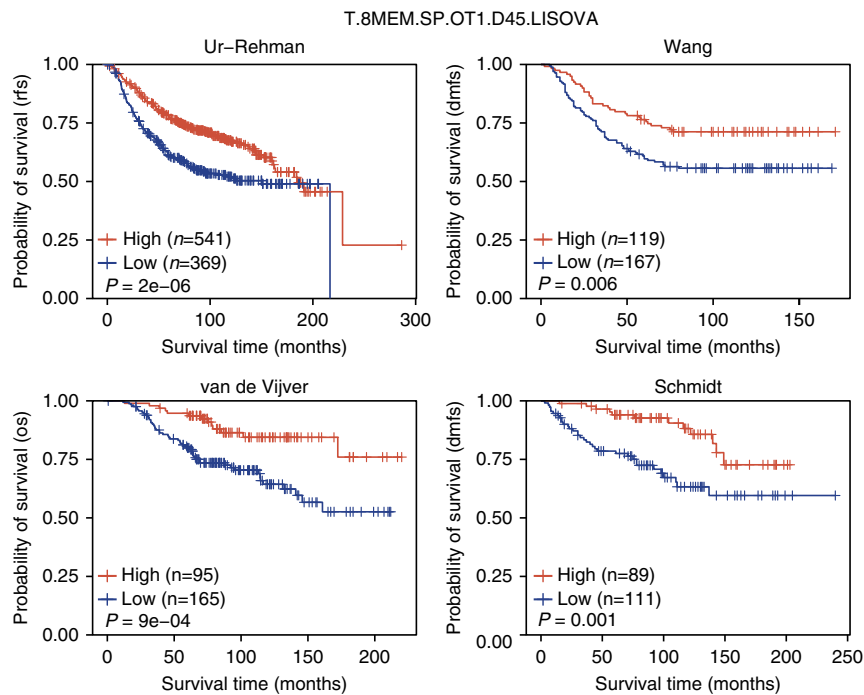 T.8MEM.SP.OT1.D45.LISOVA
Ur–Rehman
Probability of survival (rfs)
1.00
0.75
0.50
0.25
0.00
High (n=541)
Low (n=369)
P = 2e–06
0 100 200 300
Survival time (months)
Wang
Probability of survival (dmfs)
1.00
0.75
0.50
0.25
0.00
High (n=119)
Low (n=167)
P = 0.006
0 50 100 150
Survival time (months)
van de Vijver
Probability of survival (os)
1.00
0.75
0.50
0.25
0.00
High (n=95)
Low (n=165)
P = 9e–04
0 50 100 150 200
Survival time (months)
Schmidt
Probability of survival (dmfs)
1.00
0.75
0.50
0.25
0.00
High (n=89)
Low (n=111)
P = 0.001
0 50 100 150 200 250
Survival time (months)